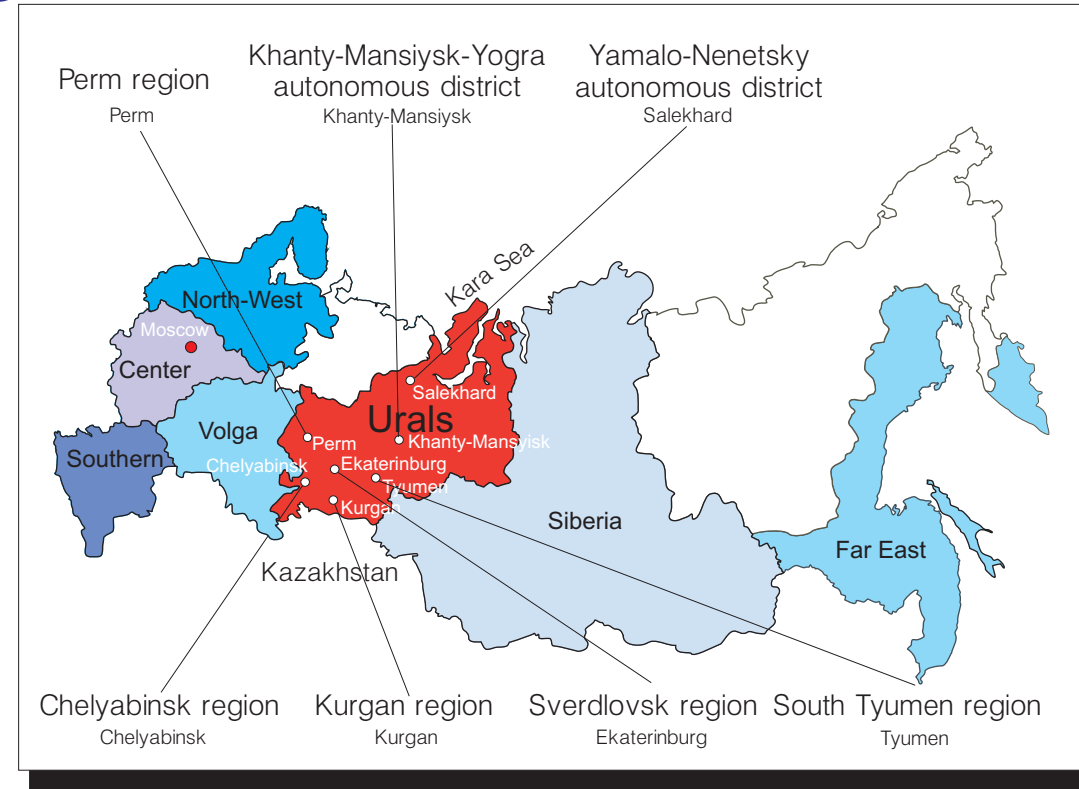 Perm region
Perm
Khanty-Mansiysk-Yogra
autonomous district
Khanty-Mansiysk
Yamalo-Nenetsky
autonomous district
Salekhard
Kara Sea
North-West
Moscow
Center
Salekhard
Urals
Volga
Perm
Khanty-Mansyisk
Southern
Chelyabinsk
Ekaterinburg
Tyumen
Kurgan
Siberia
Far East
Kazakhstan
Chelyabinsk region
Chelyabinsk
Kurgan region
Kurgan
Sverdlovsk region
Ekaterinburg
South Tyumen region
Tyumen